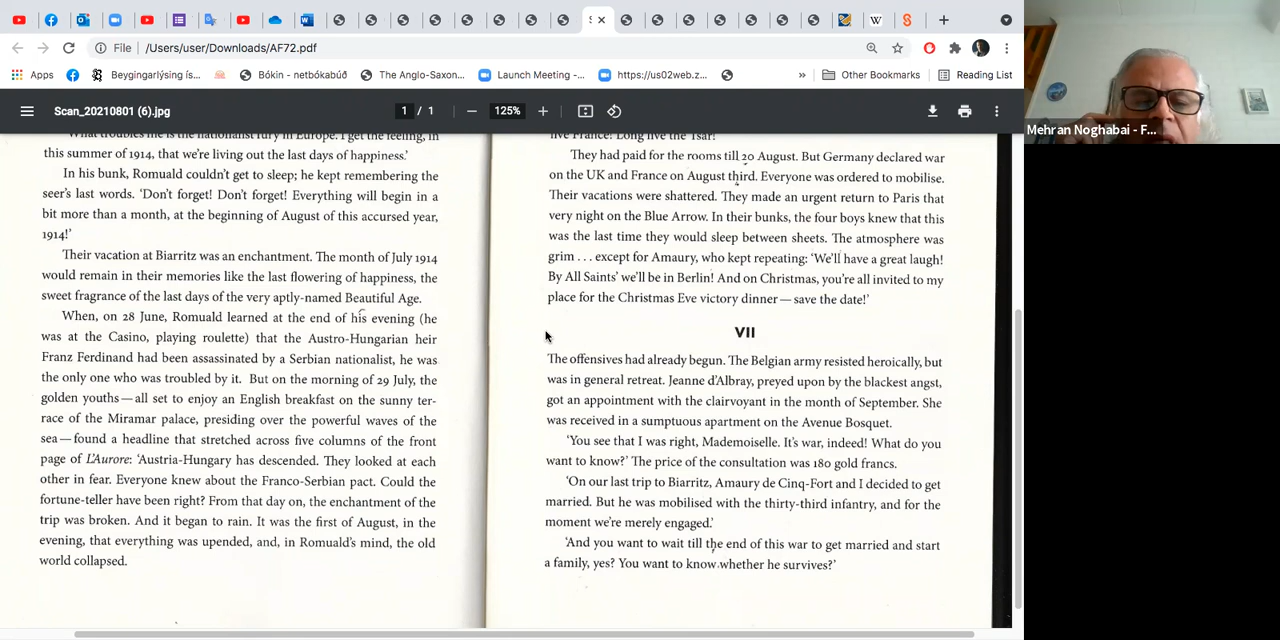 File /Users/user/Downloads/AF72.pdf
Apps
Beygingarlýsing ís...
Bókin - netbókabúð
The Anglo-Saxon...
Launch Meeting -...
https://us02web.z...
»
Other Bookmarks
Reading List
Scan_20210801 (6).jpg
1 / 1
125%
Mehran Noghabai - F...
'What troubles me is the nationalist fury in Europe. I get the feeling, in
this summer of 1914, that we're living out the last days of happiness.'
In his bunk, Romuald couldn't get to sleep; he kept remembering the
seer's last words. 'Don't forget! Don't forget! Everything will begin in a
bit more than a month, at the beginning of August of this accursed year,
1914!'
Their vacation at Biarritz was an enchantment. The month of July 1914
would remain in their memories like the last flowering of happiness, the
sweet fragrance of the last days of the very aptly-named Beautiful Age.
When, on 28 June, Romuald learned at the end of his evening (he
was at the Casino, playing roulette) that the Austro-Hungarian heir
Franz Ferdinand had been assassinated by a Serbian nationalist, he was
the only one who was troubled by it. But on the morning of 29 July, the
golden youths—all set to enjoy an English breakfast on the sunny ter-
race of the Miramar palace, presiding over the powerful waves of the
sea—found a headline that stretched across five columns of the front
page of L'Aurore: 'Austria-Hungary has descended. They looked at each
other in fear. Everyone knew about the Franco-Serbian pact. Could the
fortune-teller have been right? From that day on, the enchantment of the
trip was broken. And it began to rain. It was the first of August, in the
evening, that everything was upended, and, in Romuald's mind, the old
world collapsed.
live France! Long live the Tsar!'
They had paid for the rooms till 20 August. But Germany declared war
on the UK and France on August third. Everyone was ordered to mobilise.
Their vacations were shattered. They made an urgent return to Paris that
very night on the Blue Arrow. In their bunks, the four boys knew that this
was the last time they would sleep between sheets. The atmosphere was
grim . . . except for Amaury, who kept repeating: 'We'll have a great laugh!
By All Saints' we'll be in Berlin! And on Christmas, you're all invited to my
place for the Christmas Eve victory dinner—save the date!'
VII
The offensives had already begun. The Belgian army resisted heroically, but
was in general retreat. Jeanne d'Albray, preyed upon by the blackest angst,
got an appointment with the clairvoyant in the month of September. She
was received in a sumptuous apartment on the Avenue Bosquet.
'You see that I was right, Mademoiselle. It's war, indeed! What do you
want to know?' The price of the consultation was 180 gold francs.
'On our last trip to Biarritz, Amaury de Cinq-Fort and I decided to get
married. But he was mobilised with the thirty-third infantry, and for the
moment we're merely engaged.'
'And you want to wait till the end of this war to get married and start
a family, yes? You want to know whether he survives?'